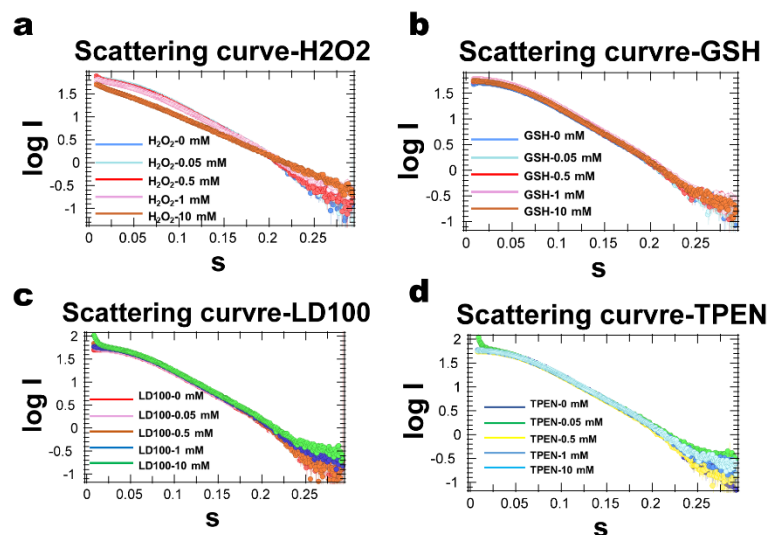 a
Scattering curve-H2O2
log I
1.5
1
0.5
0
-0.5
-1
H₂O₂-0 mM
H₂O₂-0.05 mM
H₂O₂-0.5 mM
H₂O₂-1 mM
H₂O₂-10 mM
0 0.05 0.1 0.15 0.2 0.25
s
b
Scattering curvre-GSH
log I
1.5
1
0.5
0
-0.5
-1
GSH-0 mM
GSH-0.05 mM
GSH-0.5 mM
GSH-1 mM
GSH-10 mM
0 0.05 0.1 0.15 0.2 0.25
s
c
Scattering curvre-LD100
log I
2
1.5
1
0.5
0
-0.5
-1
LD100-0 mM
LD100-0.05 mM
LD100-0.5 mM
LD100-1 mM
LD100-10 mM
0 0.05 0.1 0.15 0.2 0.25
s
d
Scattering curvre-TPEN
log I
2
1.5
1
0.5
0
-0.5
-1
TPEN-0 mM
TPEN-0.05 mM
TPEN-0.5 mM
TPEN-1 mM
TPEN-10 mM
0 0.05 0.1 0.15 0.2 0.25
s